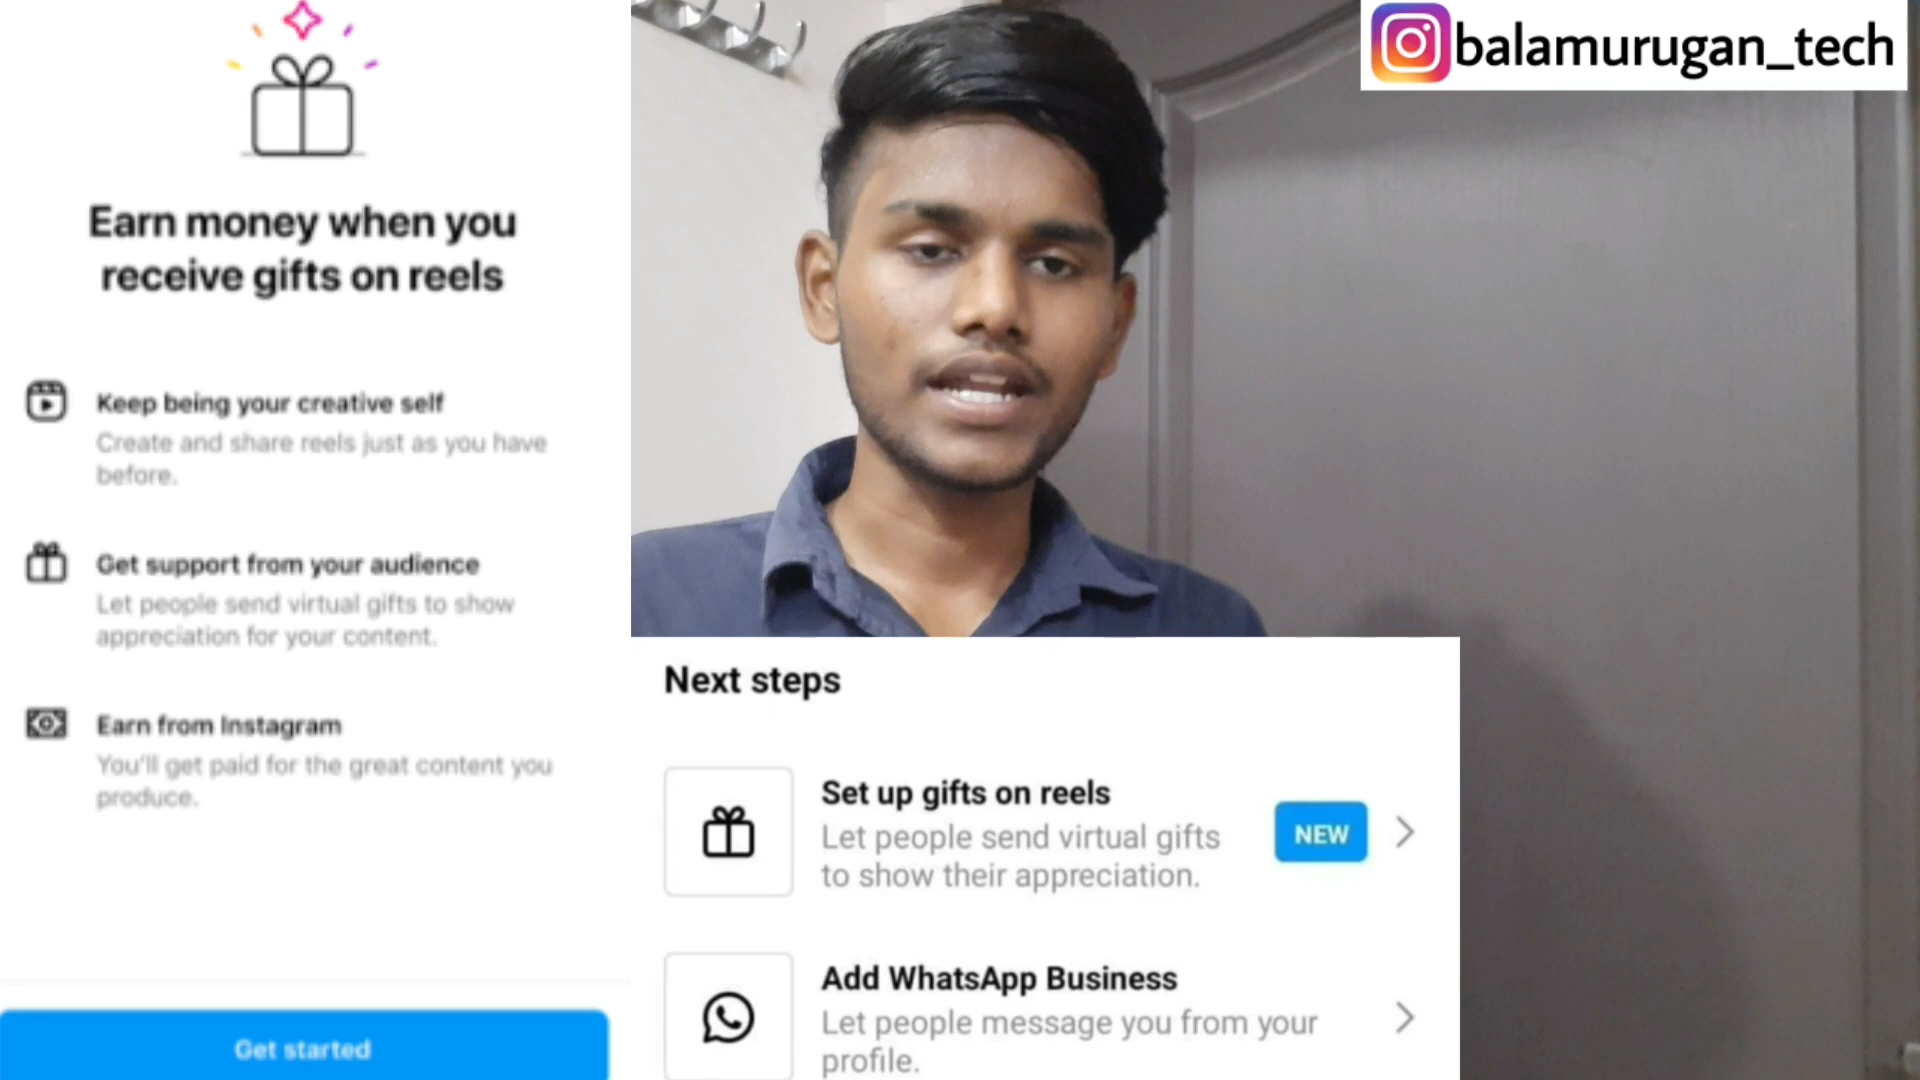 Earn money when you
receive gifts on reels
Keep being your creative self
Create and share reels just as you have
before.
Get support from your audience
Let people send virtual gifts to show
appreciation for your content.
Earn from Instagram
You'll get paid for the great content you
produce.
Get started
balamurugan_tech
Next steps
Set up gifts on reels
Let people send virtual gifts
to show their appreciation.
NEW
Add WhatsApp Business
Let people message you from your
profile.